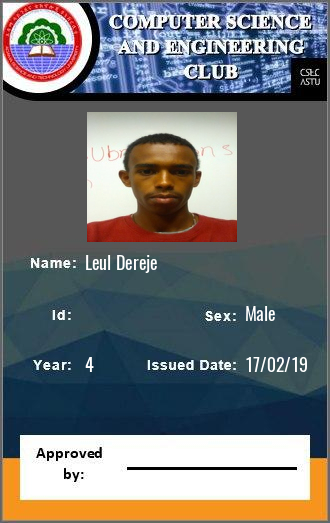 COMPUTER SCIENCE
AND ENGINEERING
CLUB
CSEC
ASTU
Name: Leul Dereje
Id:
Sex: Male
Year: 4
Issued Date: 17/02/19
Approved
by: